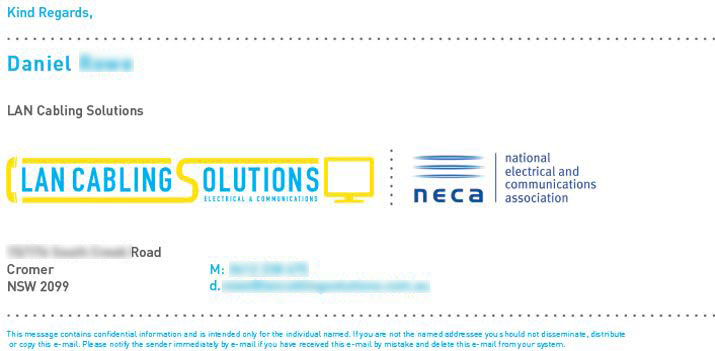 Kind Regards,
Daniel
LAN Cabling Solutions
LAN CABLING SOLUTIONS
ELECTRICAL & COMMUNICATIONS
neca
national
electrical and
communications
association
Road
Cromer
NSW 2099
M:
d.
This message contains confidential information and is intended only for the individual named. If you are not the named addressee you should not disseminate, distribute
or copy this e-mail. Please notify the sender immediately by e-mail if you have received this e-mail by mistake and delete this e-mail from your system.